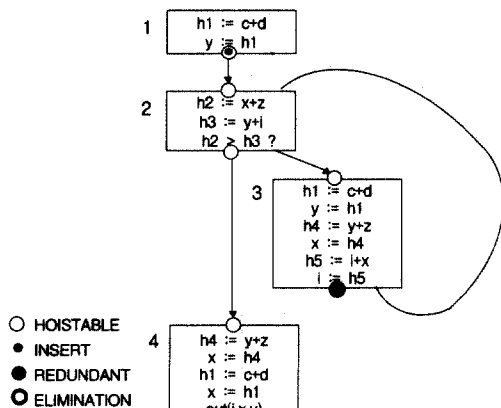 1
h1 := c+d
y := h1
2
h2 := x+z
h3 := y+i
h2 > h3 ?
3
h1 := c+d
y := h1
h4 := y+z
x := h4
h5 := i+x
i := h5
4
h4 := y+z
x := h4
h1 := c+d
x := h1
HOISTABLE
INSERT
REDUNDANT
ELIMINATION